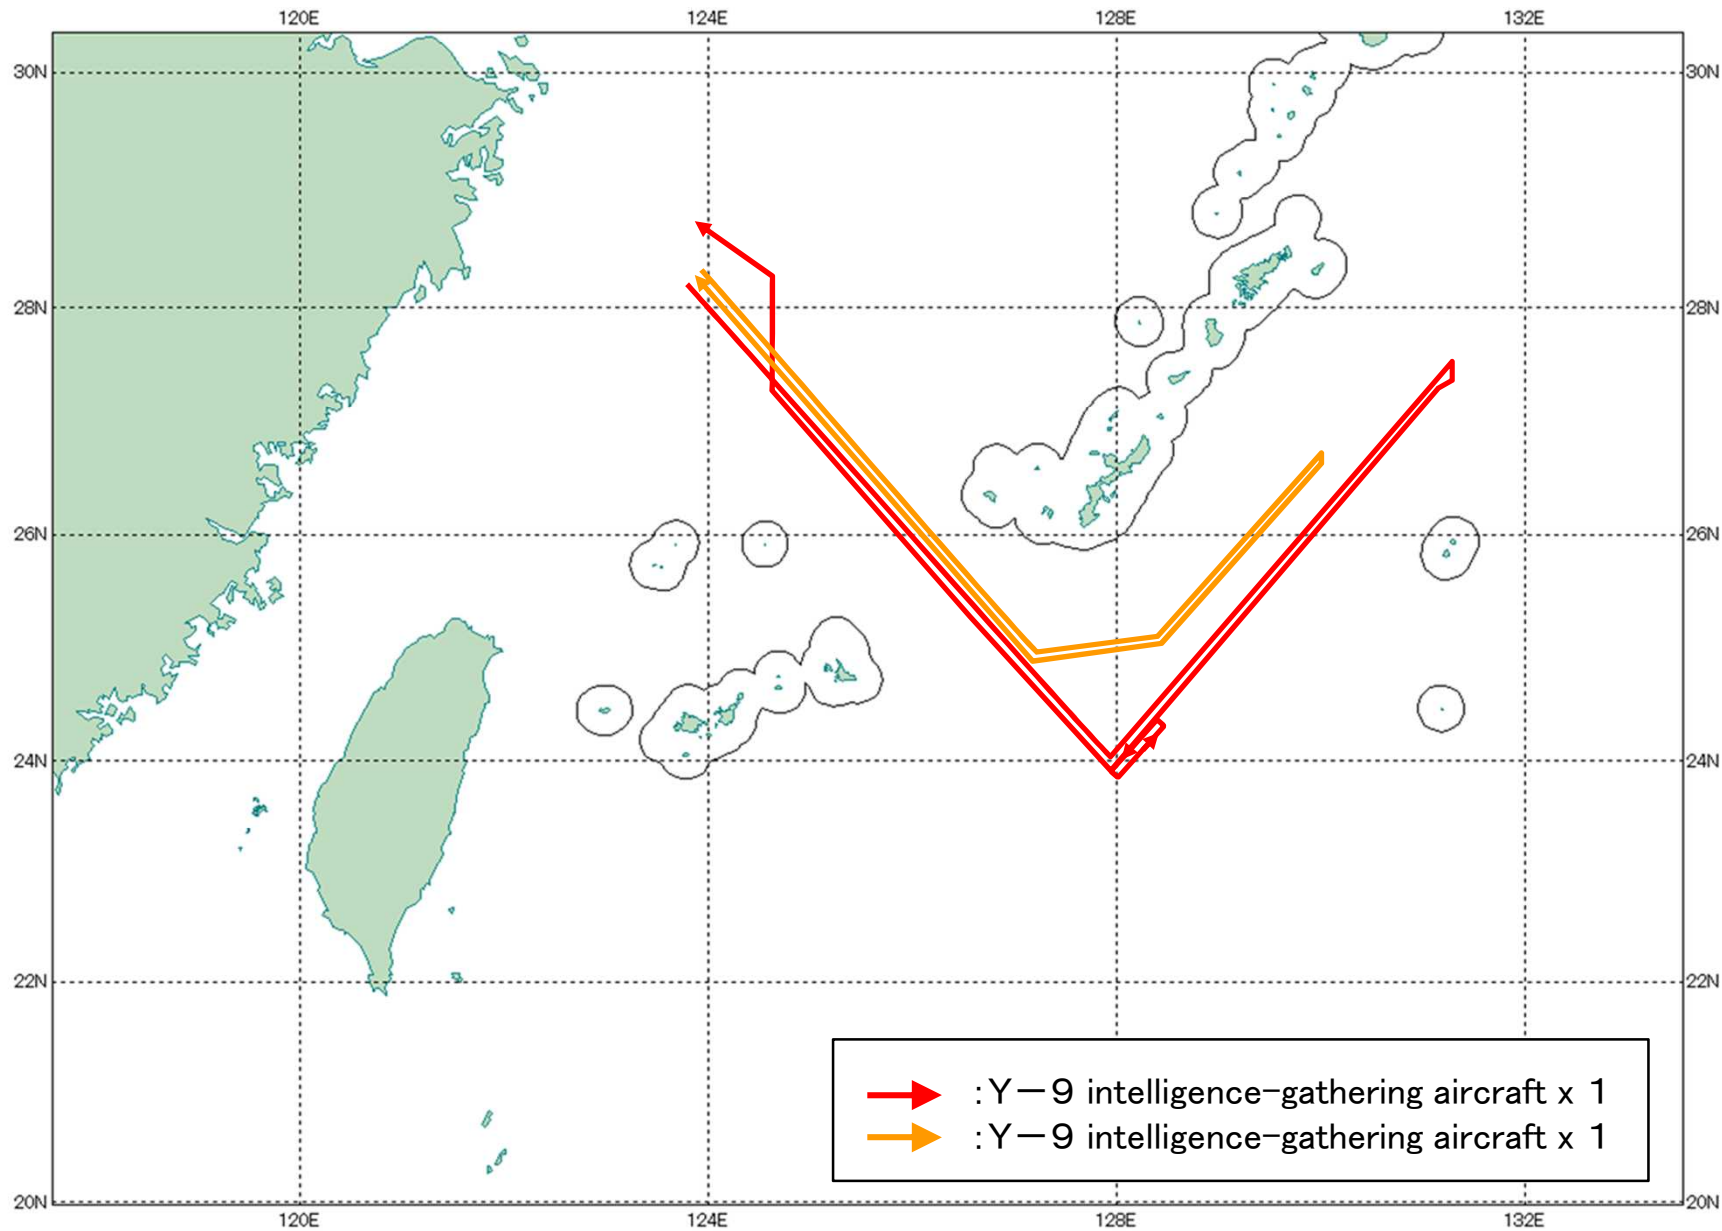 120E 124E 128E 132E
30N 30N
28N 28N
26N 26N
24N 24N
22N 22N
:Y－9 intelligence-gathering aircraft x 1
:Y－9 intelligence-gathering aircraft x 1
20N 20N
120E 124E 128E 132E